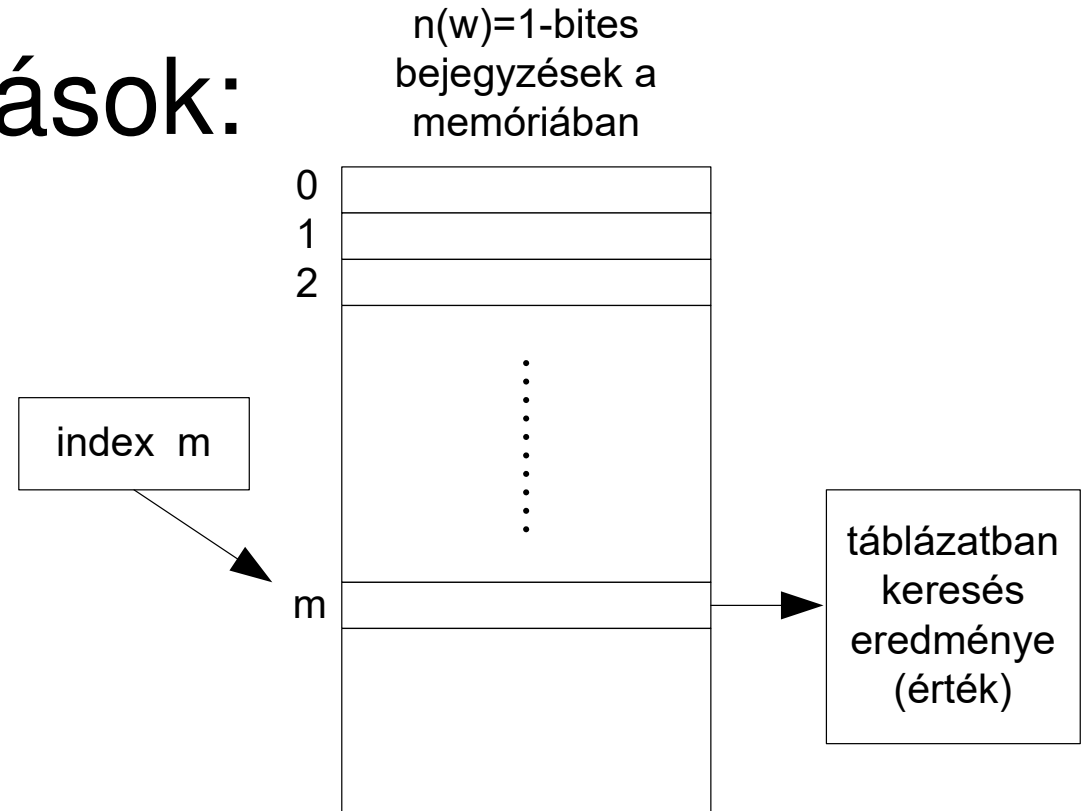 ások:
n(w)=1-bites
bejegyzések a
memóriában
0
1
2
index m
m
táblázatban
keresés
eredménye
(érték)